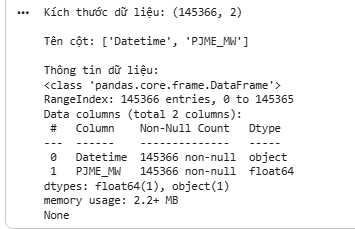 Kích thước dữ liệu: (145366, 2)
Tên cột: ['Datetime', 'PJME_MW']
Thông tin dữ liệu:
<class 'pandas.core.frame.DataFrame'>
RangeIndex: 145366 entries, 0 to 145365
Data columns (total 2 columns):
 #   Column    Non-Null Count   Dtype
---  ------    --------------   -----
 0   Datetime  145366 non-null  object
 1   PJME_MW   145366 non-null  float64
dtypes: float64(1), object(1)
memory usage: 2.2+ MB
None